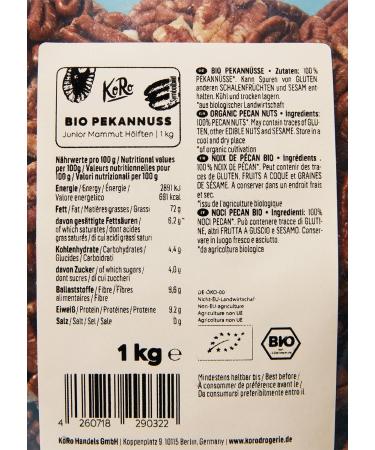 KoRo
BIO PEKANNUSS
Junior Mammut Hälften | 1 kg
Nährwerte pro 100 g / Nutritional values
per 100g / Valeurs nutritionnelles pour
100 g / Valori nutrizionali per 100 g
Energie / Energy / Énergie / 2891 kJ
Valore energetico 691 kcal
Fett / Fat / Matières grasses / Grassi 72 g
davon gesättigte Fettsäuren / 6,2 g
of which saturates / dont acides
gras saturés / di cui acidi grassi saturi
Kohlenhydrate / Carbohydrates / 4,4 g
Glucides / Carboidrati
davon Zucker / of which sugars / 4,0 g
dont sucres / di cui zuccheri
Ballaststoffe / Fibre / Fibres 9,6 g
alimentaires / Fibre
Eiweiß / Protein / Protéines / Proteine 9,2 g
Salz / Salt / Sel / Sale 0 g
1 kg e
4 260718 290322
KoRo Handels GmbH / Koppenplatz 9 10115 Berlin, Germany / www.korodrogerie.de
BIO PEKANNÜSSE • Zutaten: 100%
PEKANNÜSSE*. Kann Spuren von GLUTEN
anderen SCHALENFRÜCHTEN und SESAM ent-
halten. Kühl und trocken lagern.
*aus biologischer Landwirtschaft
ORGANIC PECAN NUTS • Ingredients:
100% PECAN NUTS*. May contain traces of GLU-
TEN, other EDIBLE NUTS and SESAME. Store in a
cool and dry place
*of organic cultivation
NOIX DE PÉCAN BIO • Ingrédients :
100% NOIX DE PÉCAN*. Peut contenir des tra-
ces de GLUTEN, FRUITS A COQUE et GRAINES
DE SÉSAME. A conserver dans un endroit frais
et sec.
*issu de l'agriculture biologique
NOCI PECAN BIO • Ingredienti: 100%
NOCI PECAN*. Può contenere tracce di GLUTI-
NE, altri FRUTTA A GUSCIO e SESAMO. Conser-
vare in luogo fresco e asciutto.
*da agricoltura biologica
DE-ÖKO-00
Nicht-EU-Landwirtschaft
Non-EU-agriculture
Agriculture non UE
Agricoltura non UE
BIO
Mindestens haltbar bis / Best before /
À consommer de préférence avant le /
Da consumarsi preferibilmente entro il